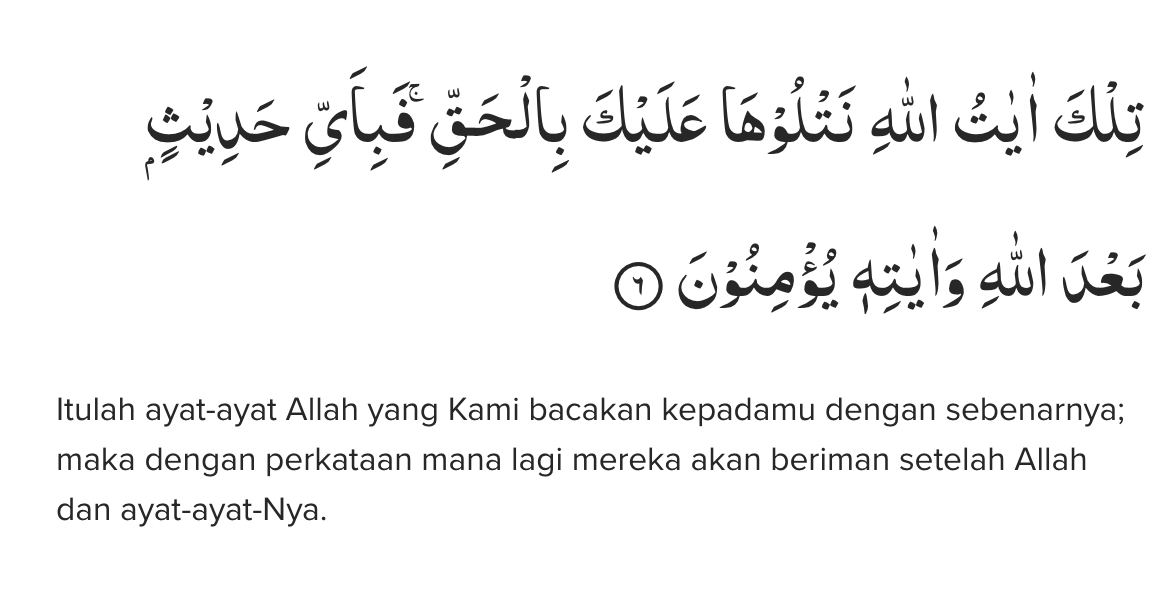 تِلْكَ اٰيٰتُ اللّٰهِ نَتْلُوْهَا عَلَيْكَ بِالْحَقِّۚ فَبِاَيِّ حَدِيْثٍۢ
بَعْدَ اللّٰهِ وَاٰيٰتِهٖ يُؤْمِنُوْنَ ٦
Itulah ayat-ayat Allah yang Kami bacakan kepadamu dengan sebenarnya;
maka dengan perkataan mana lagi mereka akan beriman setelah Allah
dan ayat-ayat-Nya.